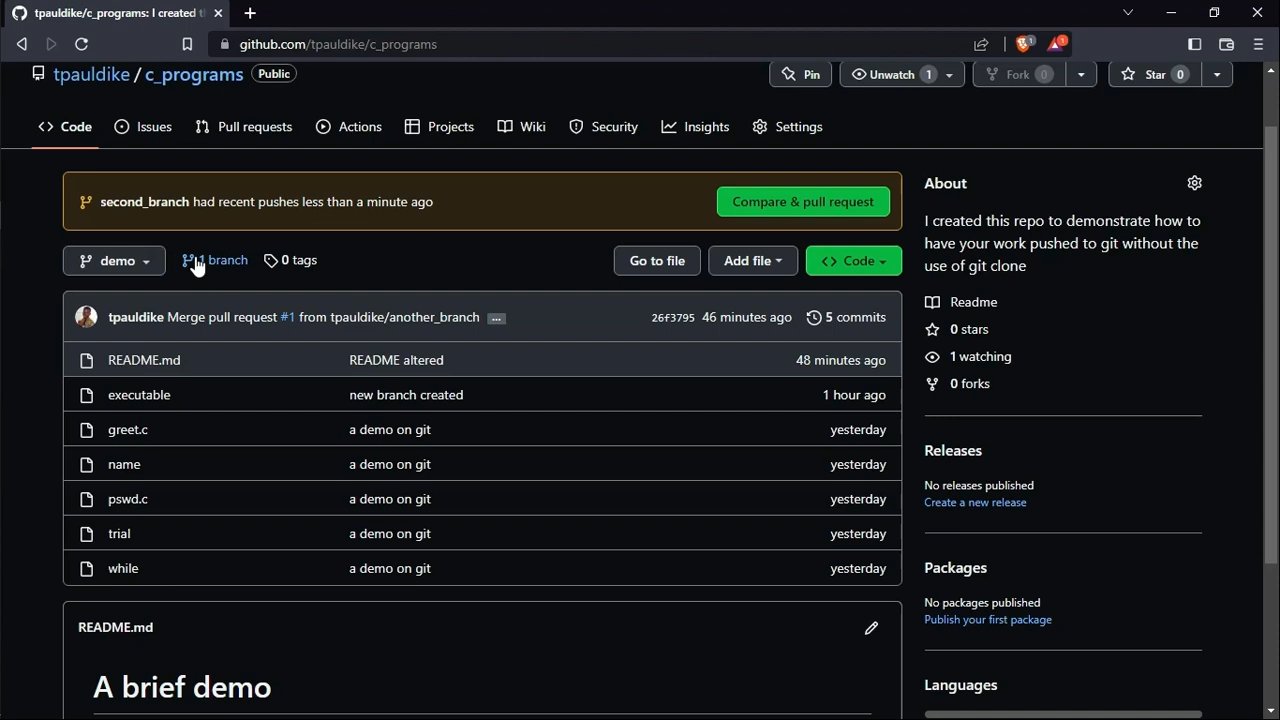 tpauldike/c_programs: I created t
github.com/tpauldike/c_programs
1
1
tpauldike / c_programs Public
Pin
Unwatch 1
Fork 0
Star 0
<> Code
Issues
Pull requests
Actions
Projects
Wiki
Security
Insights
Settings
second_branch had recent pushes less than a minute ago
Compare & pull request
demo
1 branch
0 tags
Go to file
Add file
<> Code
tpauldike Merge pull request #1 from tpauldike/another_branch ...
26f3795 46 minutes ago
5 commits
README.md README altered 48 minutes ago
executable new branch created 1 hour ago
greet.c a demo on git yesterday
name a demo on git yesterday
pswd.c a demo on git yesterday
trial a demo on git yesterday
while a demo on git yesterday
README.md
A brief demo
About
I created this repo to demonstrate how to
have your work pushed to git without the
use of git clone
Readme
0 stars
1 watching
0 forks
Releases
No releases published
Create a new release
Packages
No packages published
Publish your first package
Languages